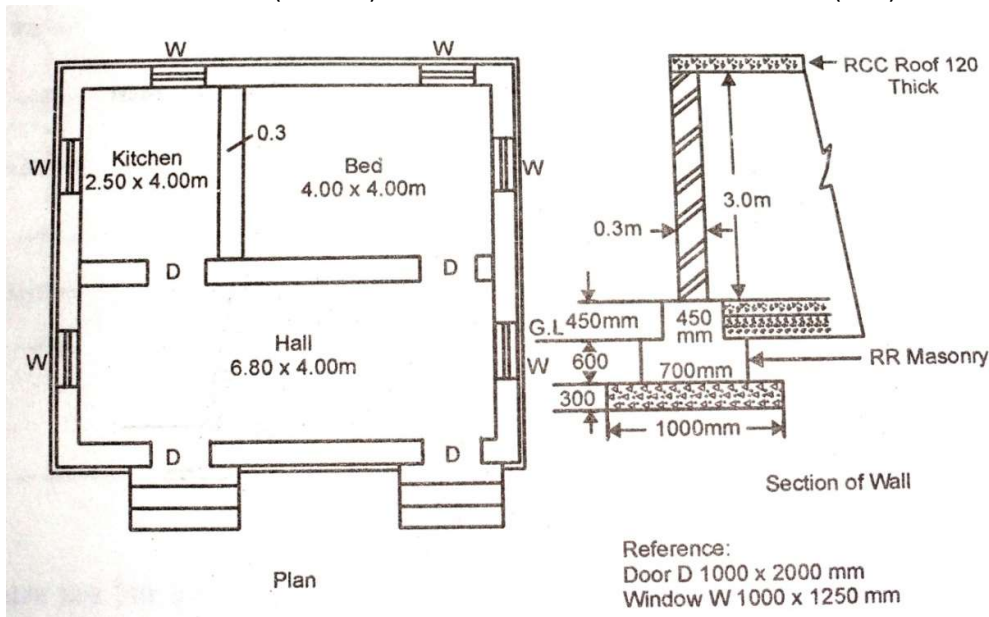 W
W
W
W
W
W
0.3
Kitchen
2.50 x 4.00m
Bed
4.00 x 4.00m
D
D
Hall
6.80 x 4.00m
D
D
Plan
RCC Roof 120
Thick
3.0m
0.3m
G.L
450mm
450
mm
600
700mm
RR Masonry
300
1000mm
Section of Wall
Reference:
Door D 1000 x 2000 mm
Window W 1000 x 1250 mm